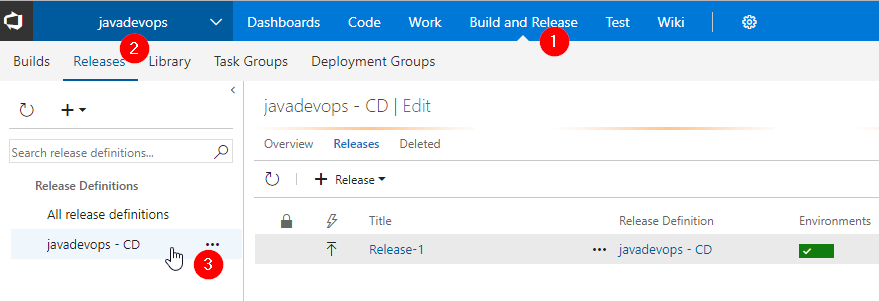 javadevops Dashboards Code Work Build and Release Test Wiki
1
2
Builds Releases Library Task Groups Deployment Groups
javadevops - CD | Edit
Search release definitions...
Overview Releases Deleted
Release
Release Definitions
All release definitions
Title Release Definition Environments
javadevops - CD ...
Release-1 ... javadevops - CD
3